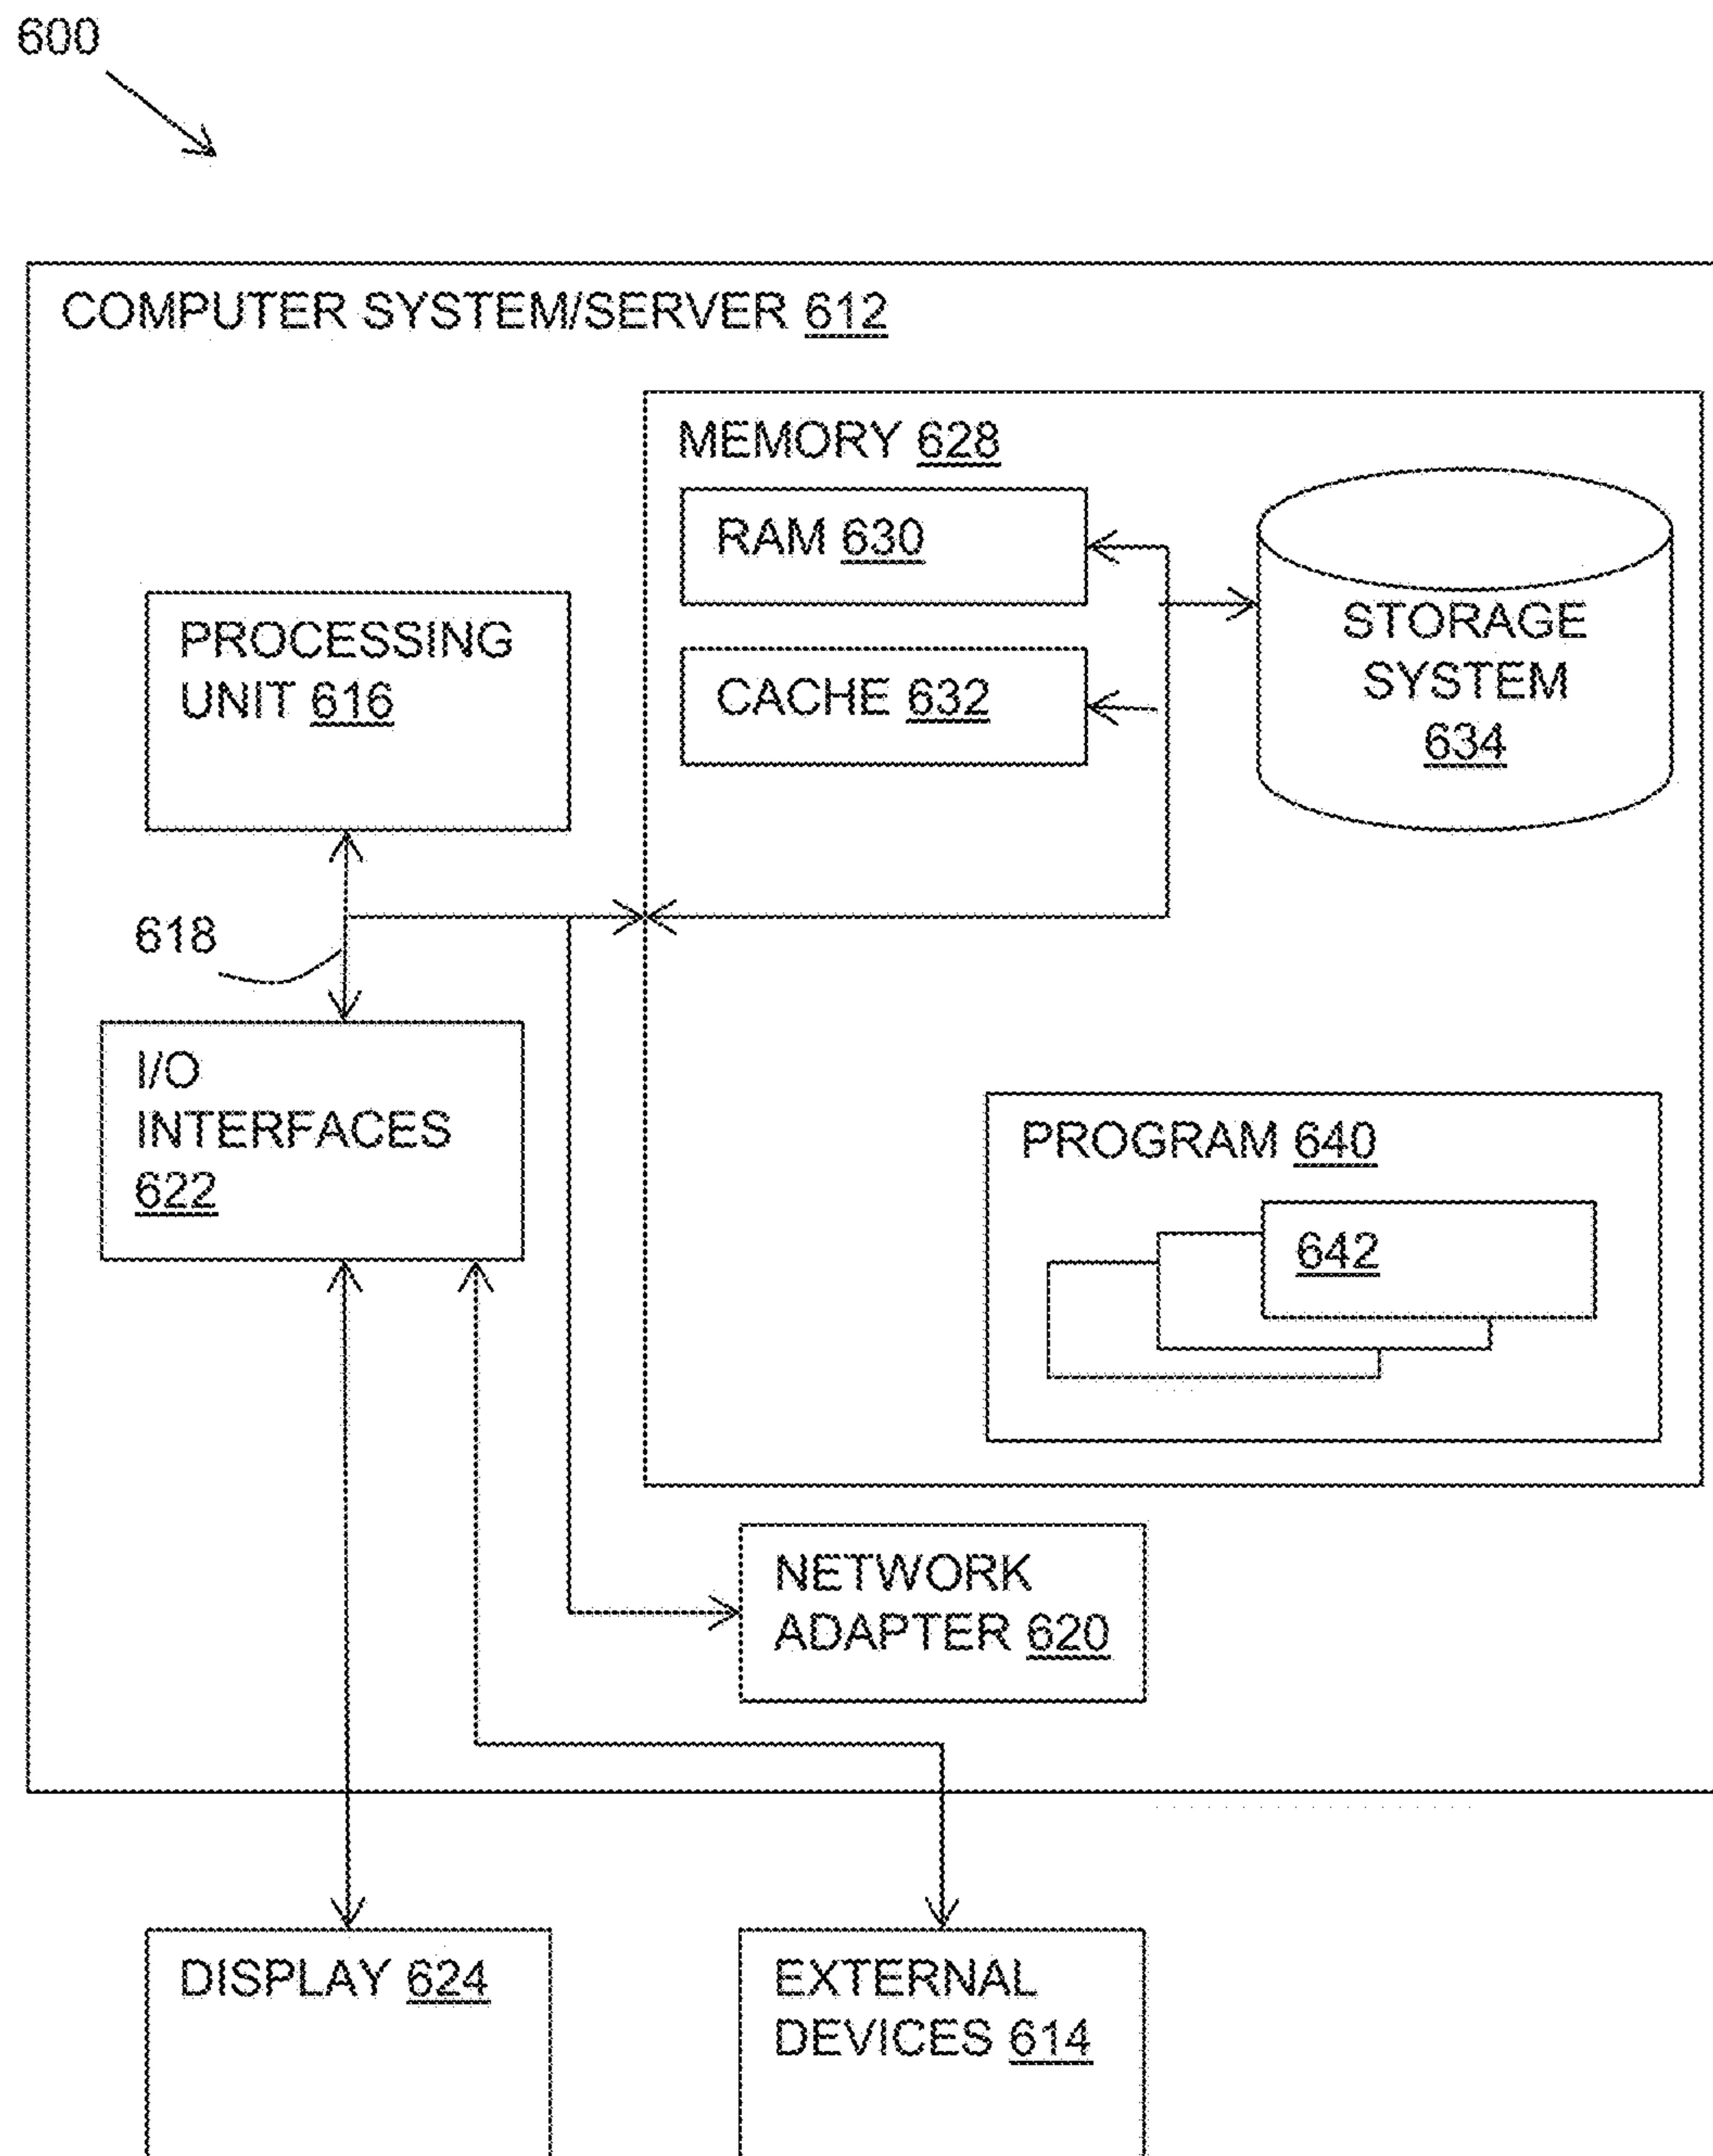 600
COMPUTER SYSTEM/SERVER 612
MEMORY 628
RAM 630
STORAGE
SYSTEM
634
PROCESSING
UNIT 616
CACHE 632
618
I/O
INTERFACES
622
PROGRAM 640
642
NETWORK
ADAPTER 620
DISPLAY 624
EXTERNAL
DEVICES 614